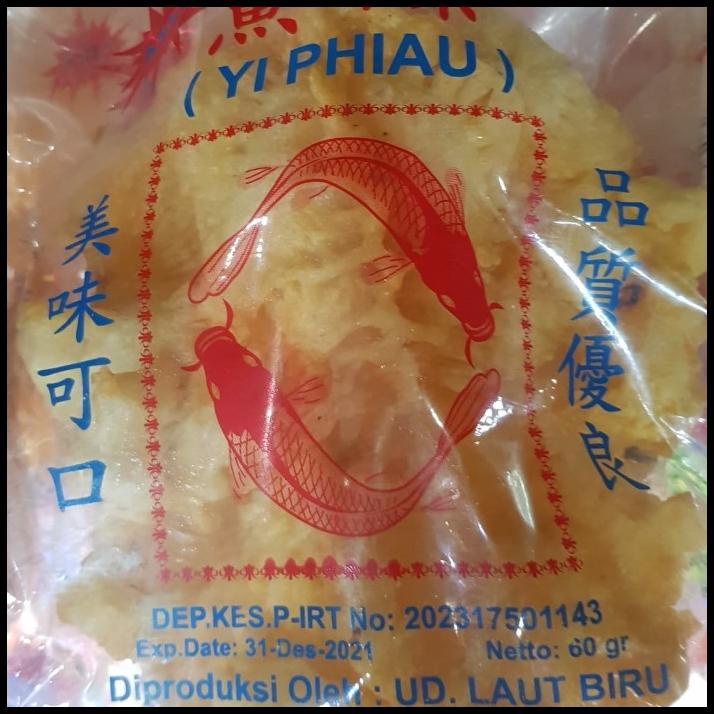 (YI PHIAU)
美味可口
品質優良
DEP.KES.P-IRT No: 202317501143
Exp.Date: 31-Des-2021 Netto: 60 gr
Diproduksi Oleh : UD. LAUT BIRU